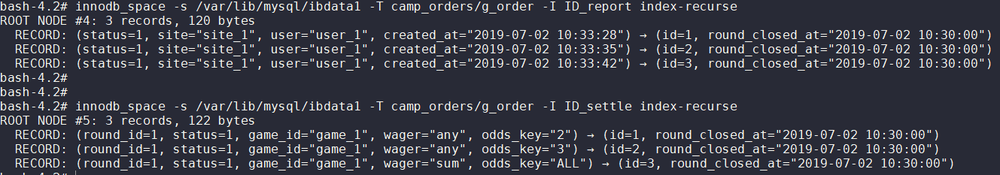 bash-4.2# innodb_space -s /var/lib/mysql/ibdata1 -T camp_orders/g_order -I ID_report index-recurse
ROOT NODE #4: 3 records, 120 bytes
  RECORD: (status=1, site="site_1", user="user_1", created_at="2019-07-02 10:33:28") → (id=1, round_closed_at="2019-07-02 10:30:00")
  RECORD: (status=1, site="site_1", user="user_1", created_at="2019-07-02 10:33:35") → (id=2, round_closed_at="2019-07-02 10:30:00")
  RECORD: (status=1, site="site_1", user="user_1", created_at="2019-07-02 10:33:42") → (id=3, round_closed_at="2019-07-02 10:30:00")
bash-4.2#
bash-4.2#
bash-4.2# innodb_space -s /var/lib/mysql/ibdata1 -T camp_orders/g_order -I ID_settle index-recurse
ROOT NODE #5: 3 records, 122 bytes
  RECORD: (round_id=1, status=1, game_id="game_1", wager="any", odds_key="2") → (id=1, round_closed_at="2019-07-02 10:30:00")
  RECORD: (round_id=1, status=1, game_id="game_1", wager="any", odds_key="3") → (id=2, round_closed_at="2019-07-02 10:30:00")
  RECORD: (round_id=1, status=1, game_id="game_1", wager="sum", odds_key="ALL") → (id=3, round_closed_at="2019-07-02 10:30:00")
bash-4.2#